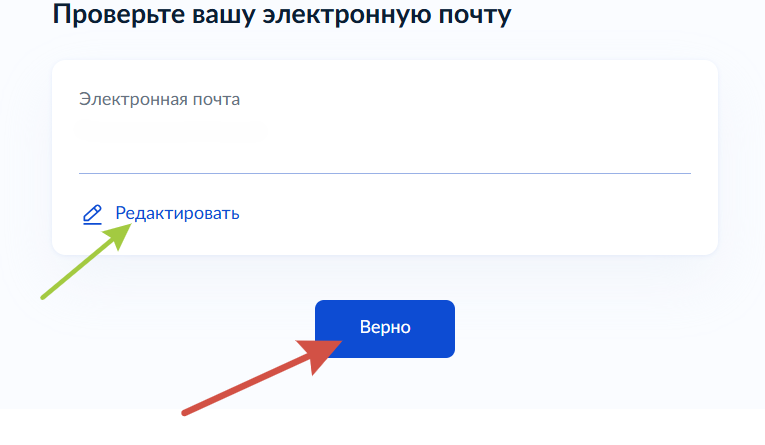 Проверьте вашу электронную почту
Электронная почта
Редактировать
Верно